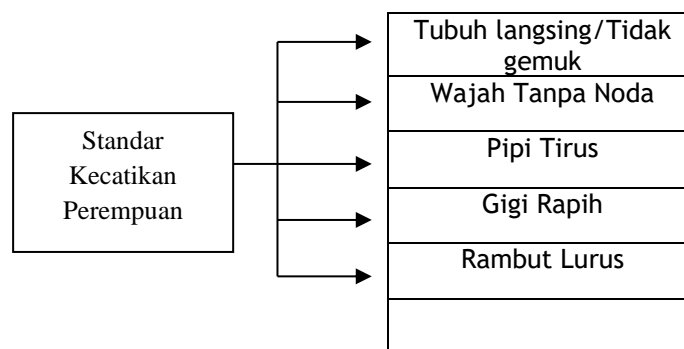 Standar
Kecatikan
Perempuan
Tubuh langsing/Tidak
gemuk
Wajah Tanpa Noda
Pipi Tirus
Gigi Rapih
Rambut Lurus